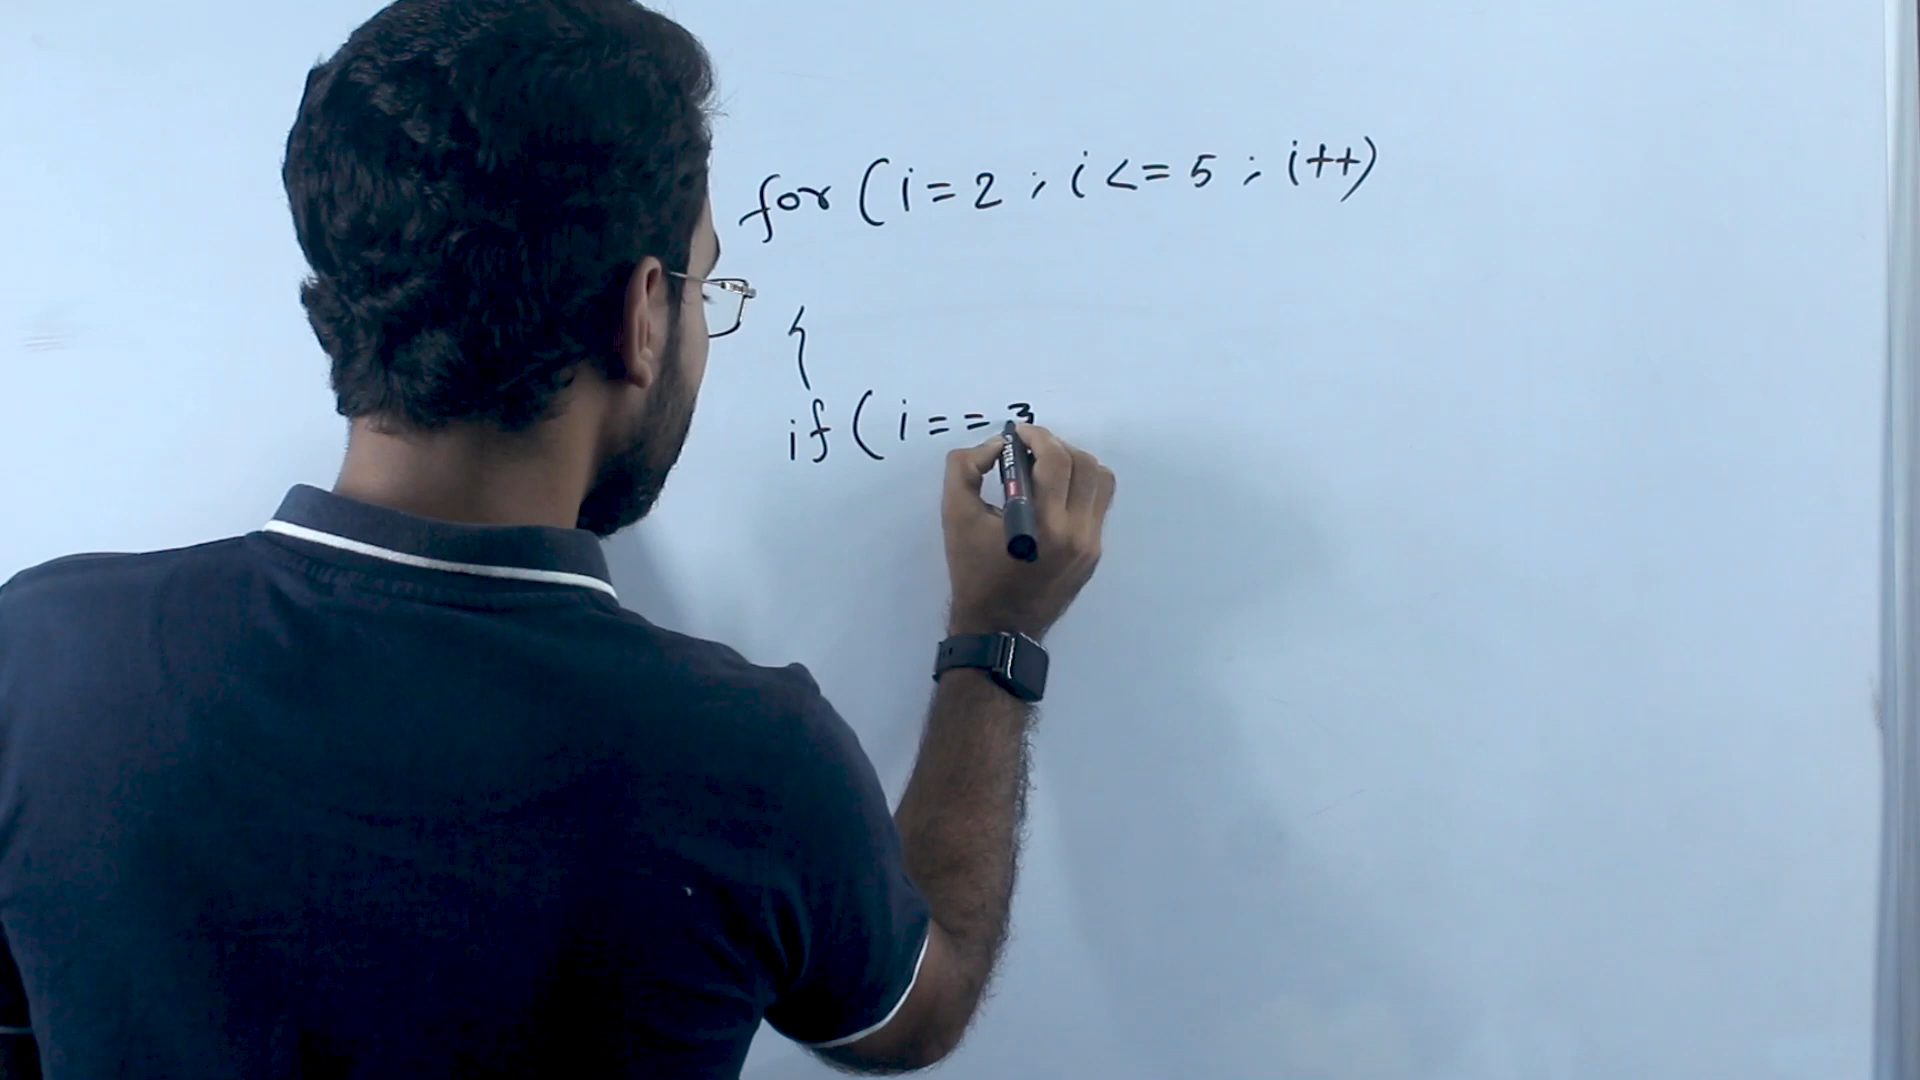 for (i=2; i<=5; i++)
{
if (i==3